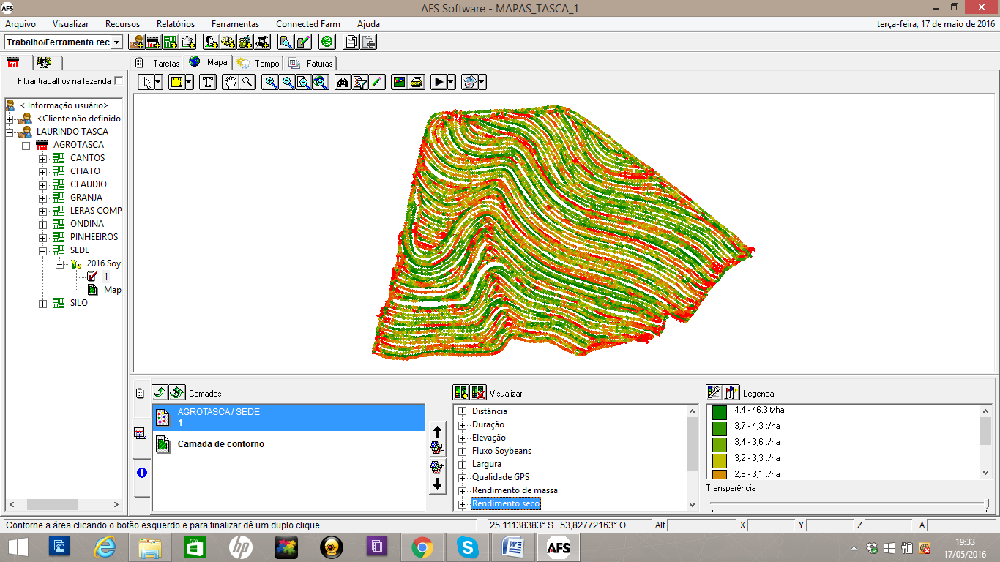 AFS
AFS Software - MAPAS_TASCA_1
Arquivo Visualizar Recursos Relatórios Ferramentas Connected Farm Ajuda
terça-feira, 17 de maio de 2016
Trabalho/Ferramenta rec
Tarefas Mapa Tempo Faturas
Filtrar trabalhos na fazenda
< Informação usuário>
<Cliente não definido>
LAURINDO TASCA
AGROTASCA
CANTOS
CHATO
CLAUDIO
GRANJA
LERAS COMP
ONDINA
PINHEEIROS
SEDE
2016 Soyl
1
Map
SILO
Camadas
AGROTASCA / SEDE
1
Camada de contorno
Visualizar
Distância
Duração
Elevação
Fluxo Soybeans
Largura
Qualidade GPS
Rendimento de massa
Rendimento seco
Legenda
4,4 - 46,3 t/ha
3,7 - 4,3 t/ha
3,4 - 3,6 t/ha
3,2 - 3,3 t/ha
2,9 - 3,1 t/ha
Transparência
Contorne a área clicando o botão esquerdo e para finalizar dê um duplo clique.
25,11138383° S 53,82772163° O Alt X Y Z A
hp
AFS
19:33
17/05/2016